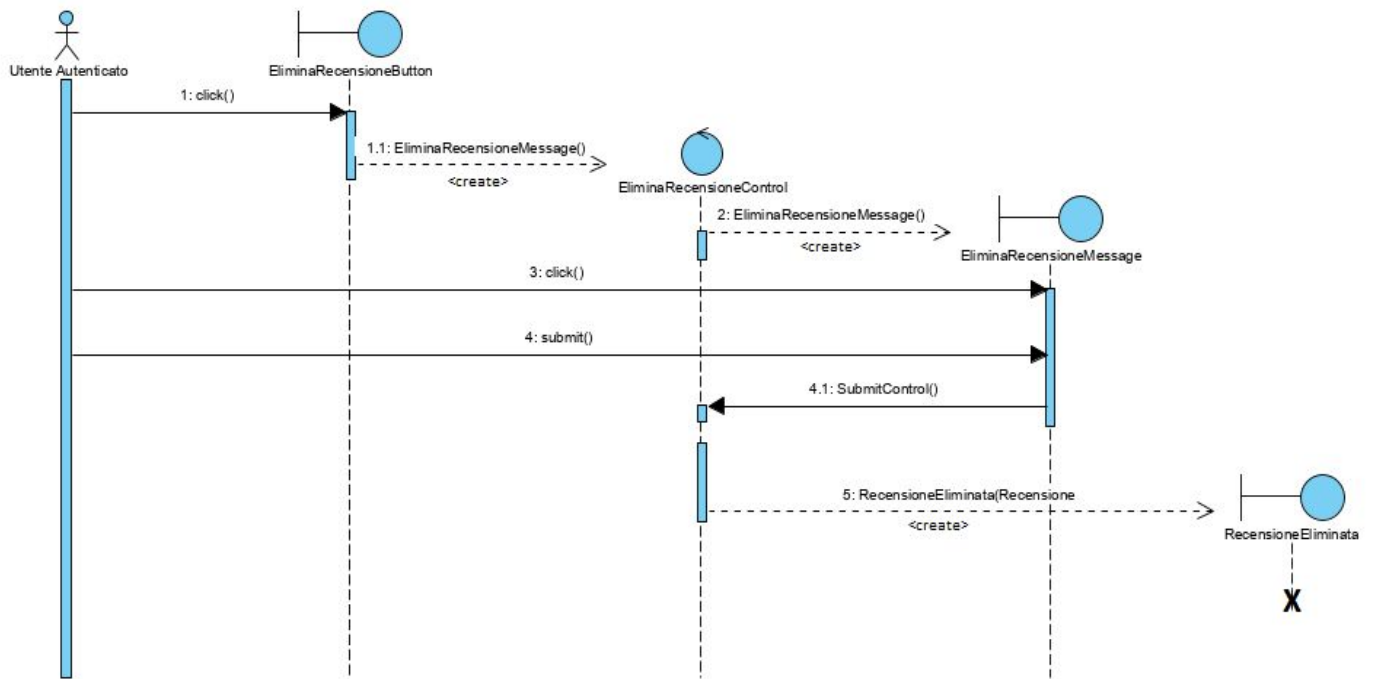 Utente Autenticato
EliminaRecensioneButton
1: click()
1.1: EliminaRecensioneMessage()
<create>
EliminaRecensioneControl
2: EliminaRecensioneMessage()
<create>
EliminaRecensioneMessage
3: click()
4: submit()
4.1: SubmitControl()
5: RecensioneEliminata(Recensione
<create>
RecensioneEliminata